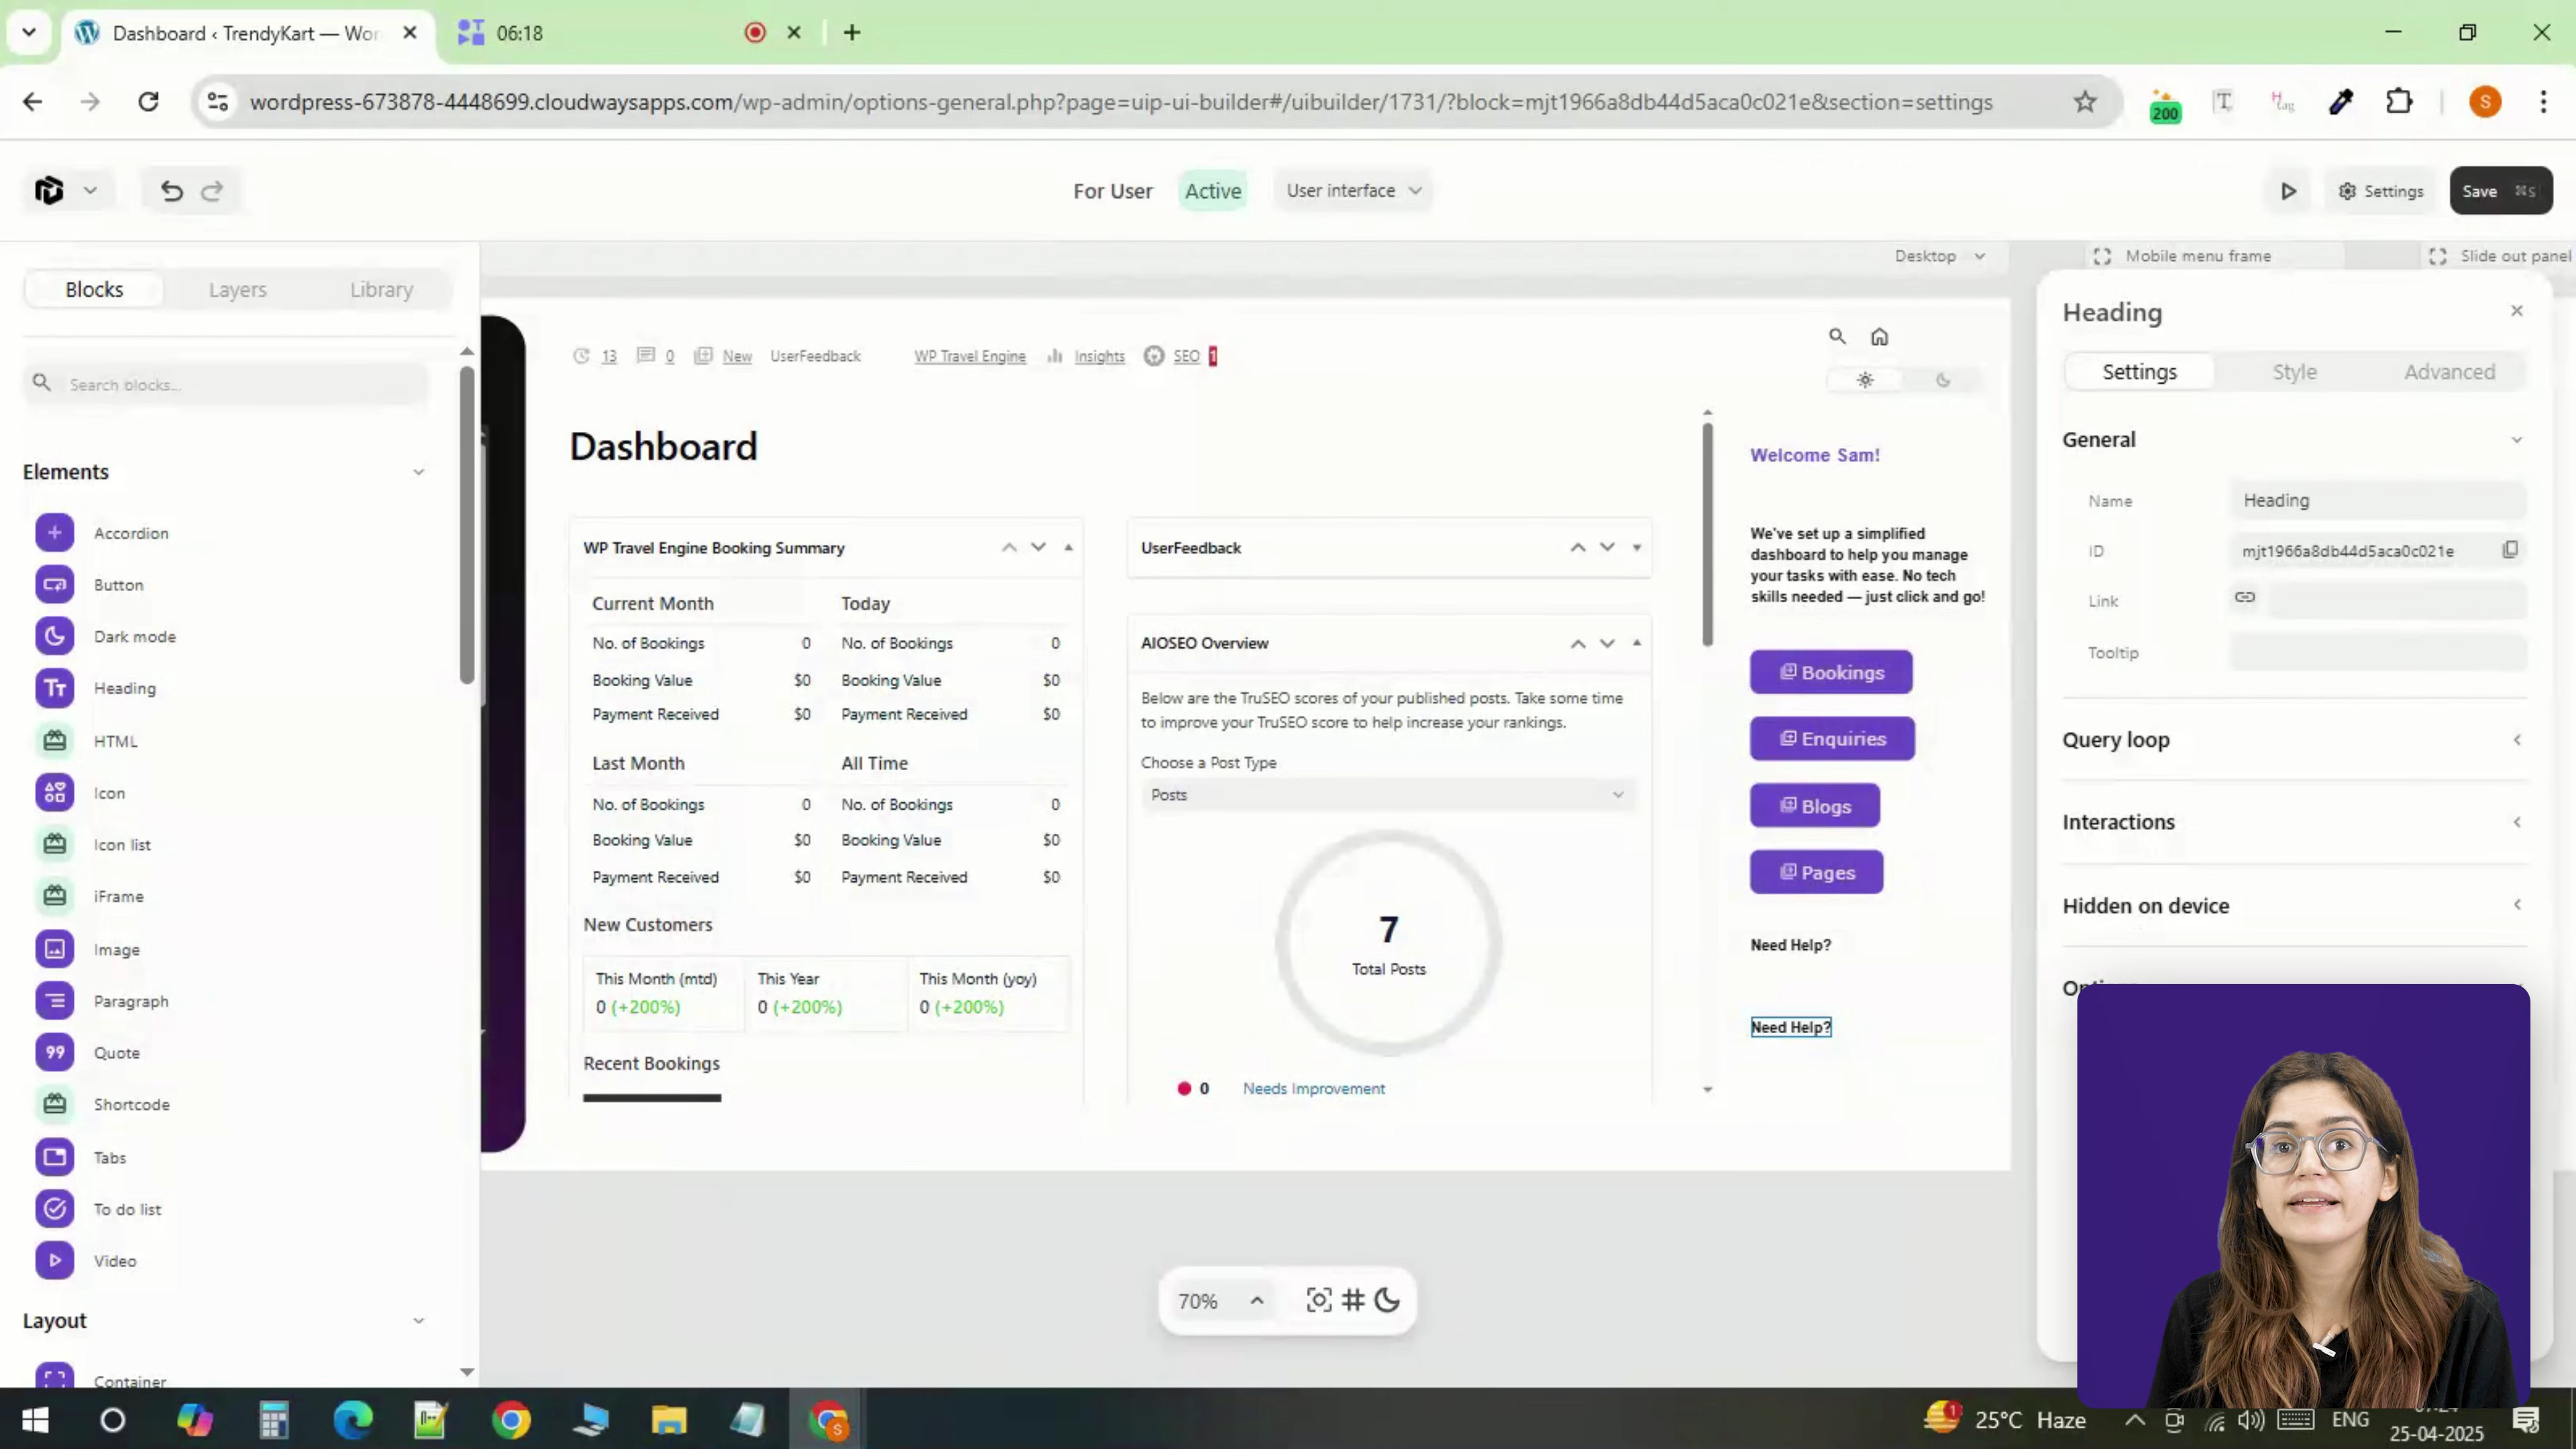 Dashboard ‹ TrendyKart — Wor
06:18
wordpress-673878-4448699.cloudwaysapps.com/wp-admin/options-general.php?page=uip-ui-builder#/uibuilder/1731/?block=mjt1966a8db44d5aca0c021e&section=settings
200
T
H tag
S
For User
Active
User interface
Settings
Save ⌘S
Blocks
Layers
Library
Search blocks...
Elements
Accordion
Button
Dark mode
Heading
HTML
Icon
Icon list
iFrame
Image
Paragraph
Quote
Shortcode
Tabs
To do list
Video
Layout
Container
Desktop
Mobile menu frame
Slide out panel
13
0
New
UserFeedback
WP Travel Engine
Insights
SEO
1
Dashboard
WP Travel Engine Booking Summary
Current Month
Today
No. of Bookings 0
No. of Bookings 0
Booking Value $0
Booking Value $0
Payment Received $0
Payment Received $0
Last Month
All Time
No. of Bookings 0
No. of Bookings 0
Booking Value $0
Booking Value $0
Payment Received $0
Payment Received $0
New Customers
This Month (mtd)
0 (+200%)
This Year
0 (+200%)
This Month (yoy)
0 (+200%)
Recent Bookings
UserFeedback
AIOSEO Overview
Below are the TruSEO scores of your published posts. Take some time
to improve your TruSEO score to help increase your rankings.
Choose a Post Type
Posts
7
Total Posts
0 Needs Improvement
Welcome Sam!
We've set up a simplified
dashboard to help you manage
your tasks with ease. No tech
skills needed — just click and go!
Bookings
Enquiries
Blogs
Pages
Need Help?
Need Help?
70%
Heading
Settings
Style
Advanced
General
Name
Heading
ID
mjt1966a8db44d5aca0c021e
Link
Tooltip
Query loop
Interactions
Hidden on device
1
25°C Haze
ENG
25-04-2025